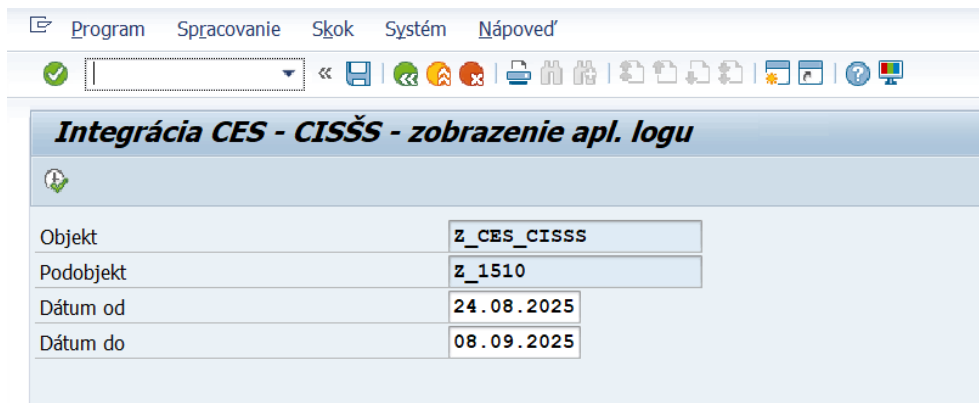 Program Spracovanie Skok Systém Nápoveď
Integrácia CES - CISŠS - zobrazenie apl. logu
Objekt Z_CES_CISSS
Podobjekt Z_1510
Dátum od 24.08.2025
Dátum do 08.09.2025